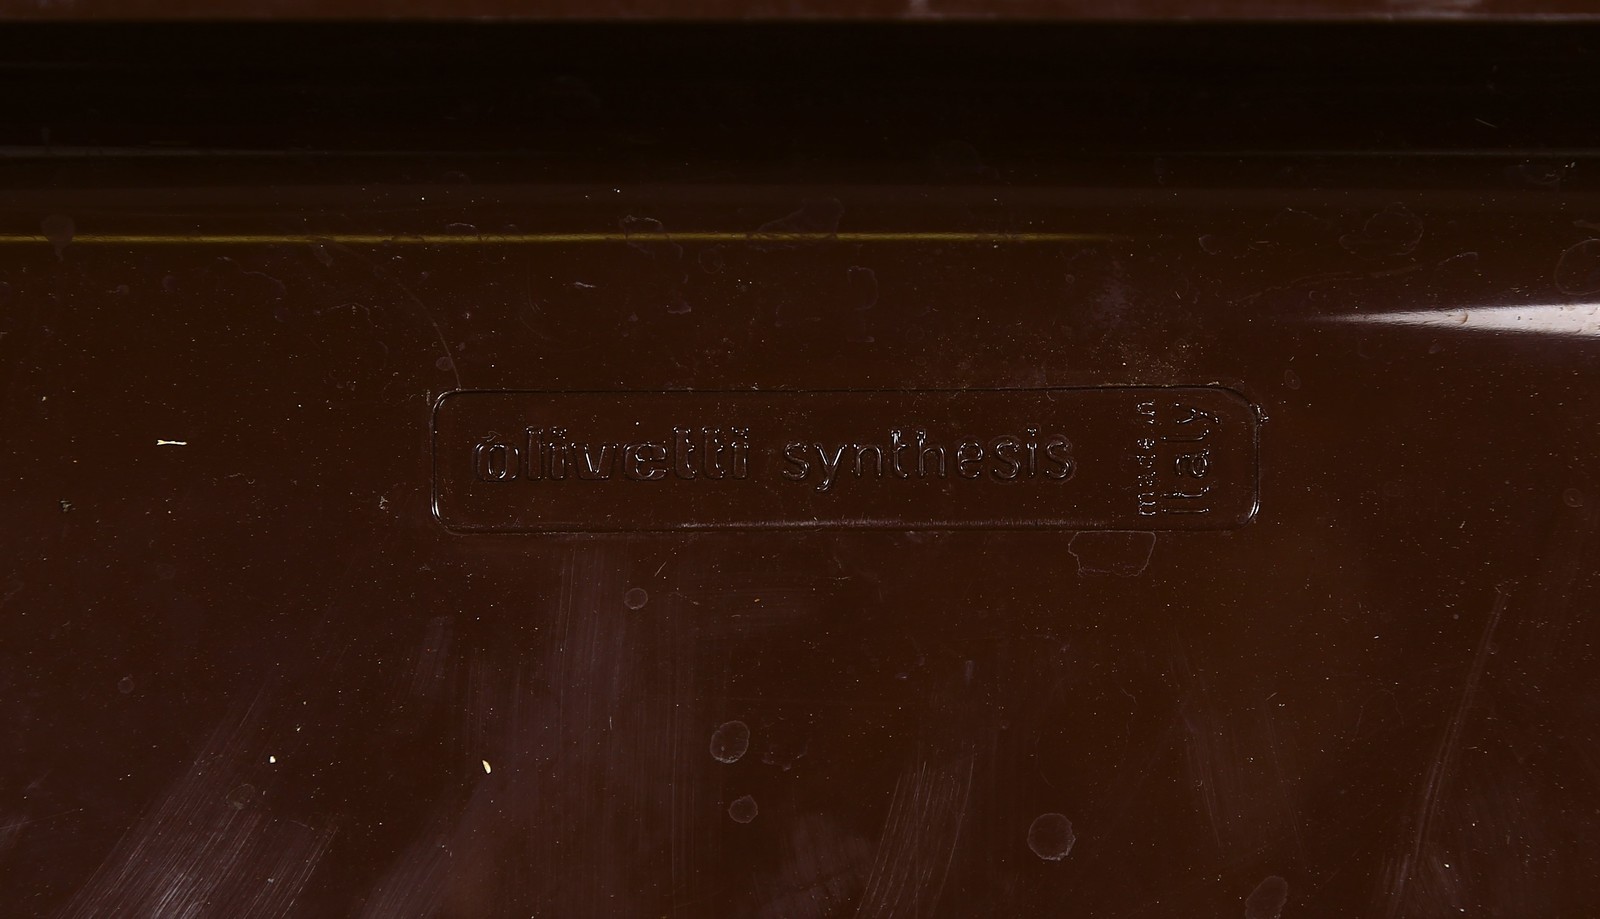 olivetti synthesis
made in
Italy